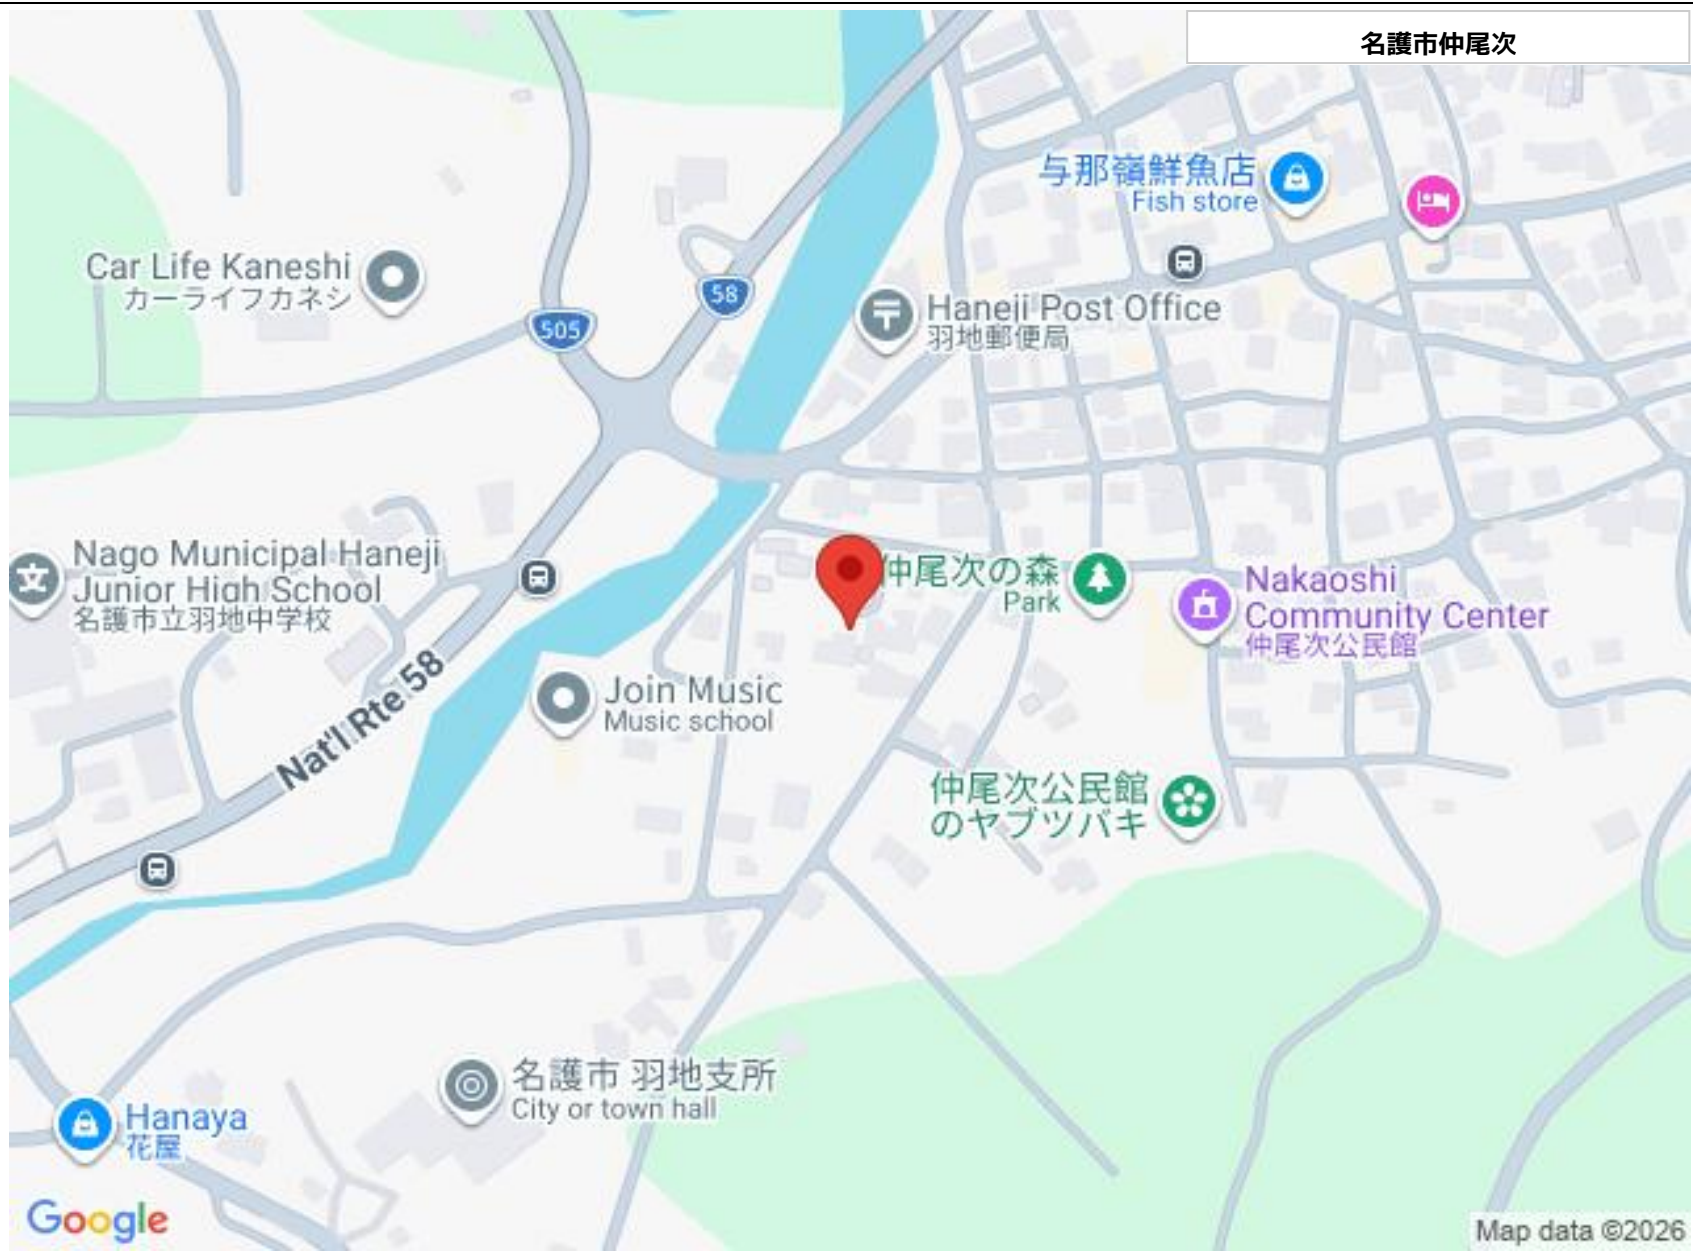 名護市仲尾次
与那嶺鮮魚店
Fish store
Car Life Kaneshi
カーライフカネシ
58
505
Haneji Post Office
羽地郵便局
Nago Municipal Haneji
Junior High School
名護市立羽地中学校
仲尾次の森
Park
Nakaoshi
Community Center
仲尾次公民館
Nat'l Rte 58
Join Music
Music school
仲尾次公民館
のヤブツバキ
名護市 羽地支所
City or town hall
Hanaya
花屋
Google
Map data ©2026